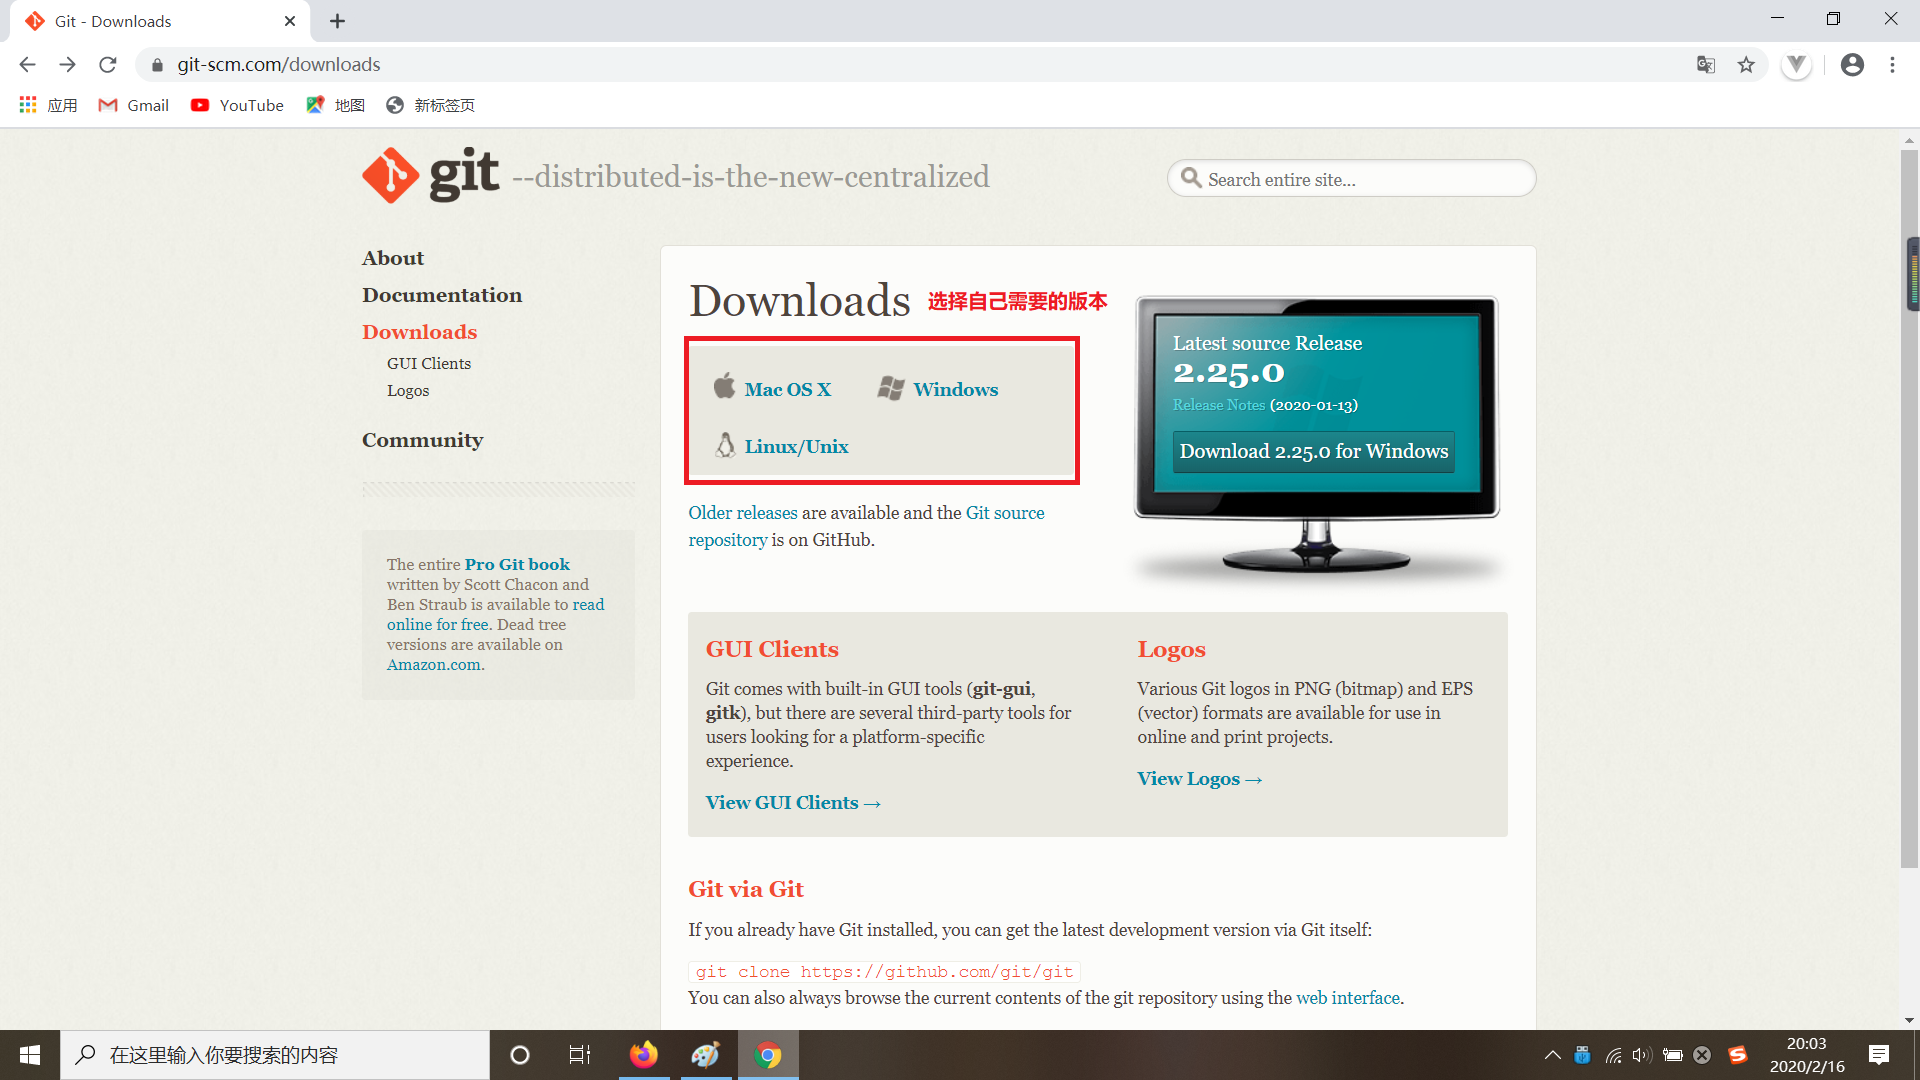 Git - Downloads
git-scm.com/downloads
应用
Gmail
YouTube
地图
新标签页
git --distributed-is-the-new-centralized
Search entire site...
About
Documentation
Downloads
GUI Clients
Logos
Community
The entire Pro Git book
written by Scott Chacon and
Ben Straub is available to read
online for free. Dead tree
versions are available on
Amazon.com.
Downloads 选择自己需要的版本
Mac OS X
Windows
Linux/Unix
Older releases are available and the Git source
repository is on GitHub.
Latest source Release
2.25.0
Release Notes (2020-01-13)
Download 2.25.0 for Windows
GUI Clients
Git comes with built-in GUI tools (git-gui,
gitk), but there are several third-party tools for
users looking for a platform-specific
experience.
View GUI Clients →
Logos
Various Git logos in PNG (bitmap) and EPS
(vector) formats are available for use in
online and print projects.
View Logos →
Git via Git
If you already have Git installed, you can get the latest development version via Git itself:
git clone https://github.com/git/git
You can also always browse the current contents of the git repository using the web interface.
在这里输入你要搜索的内容
20:03
2020/2/16